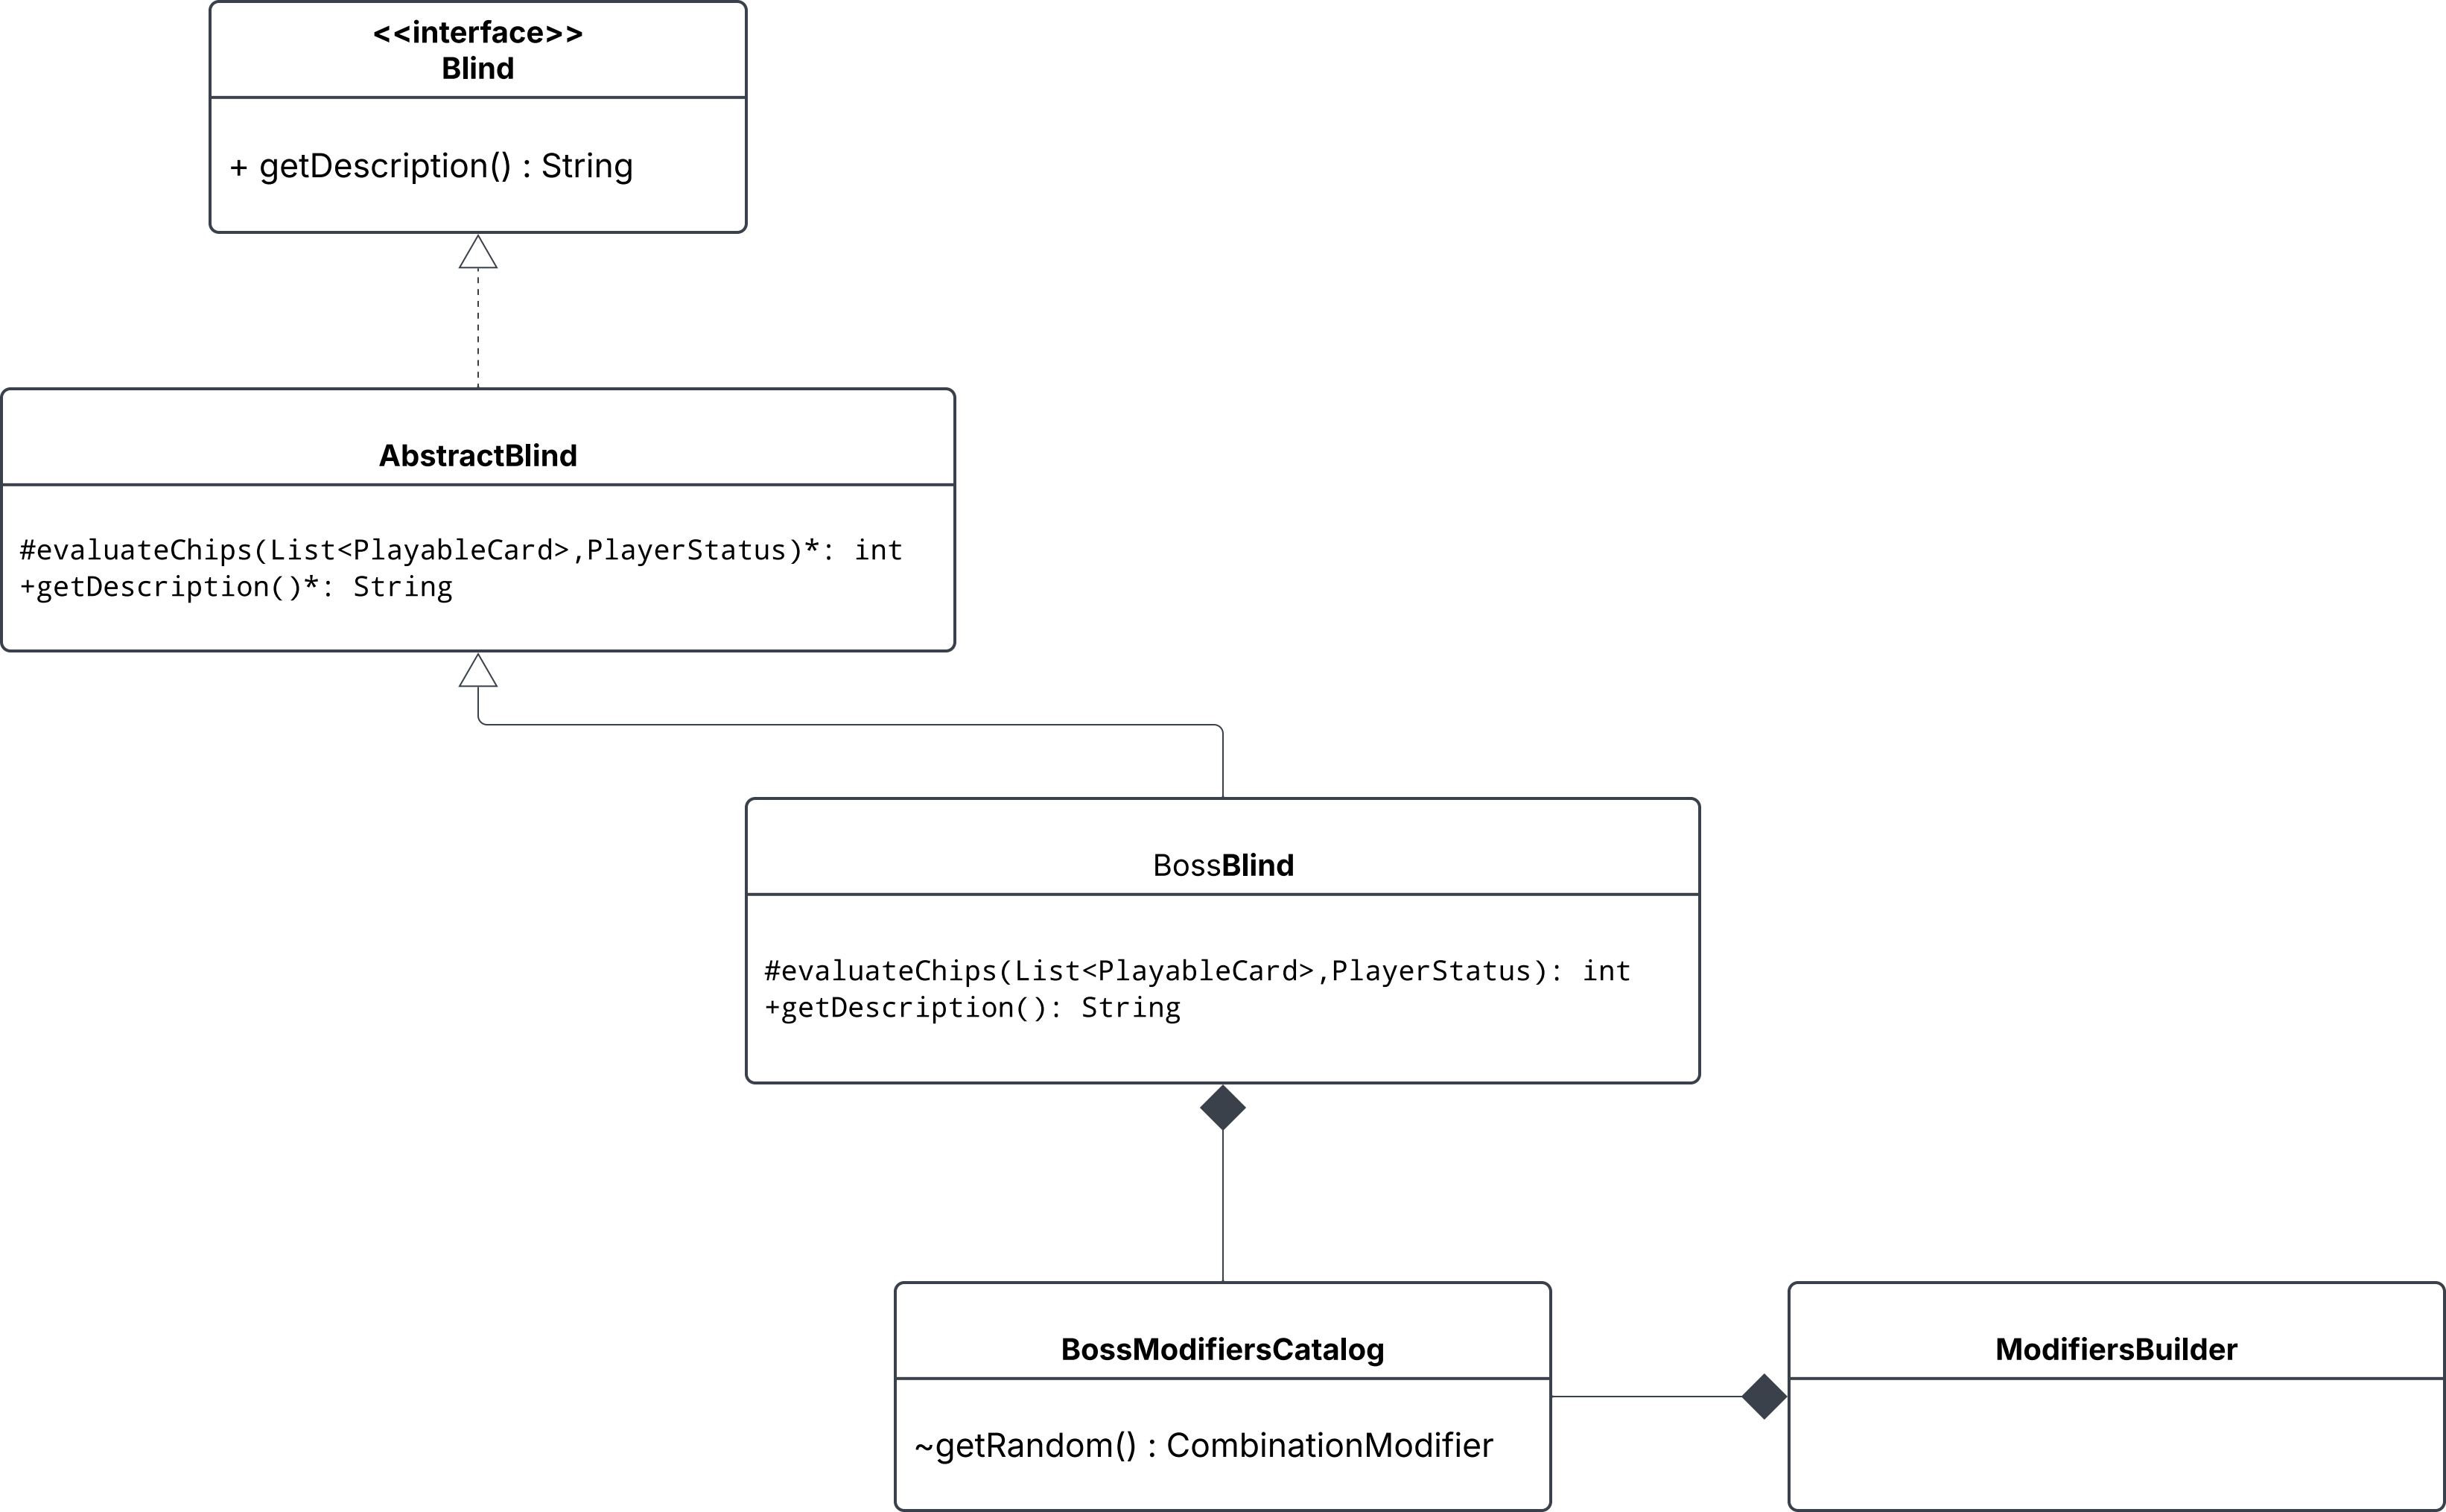 <<interface>>
Blind
+ getDescription() : String
AbstractBlind
#evaluateChips(List<PlayableCard>,PlayerStatus)*: int
+getDescription()*: String
BossBlind
#evaluateChips(List<PlayableCard>,PlayerStatus): int
+getDescription(): String
BossModifiersCatalog
~getRandom() : CombinationModifier
ModifiersBuilder